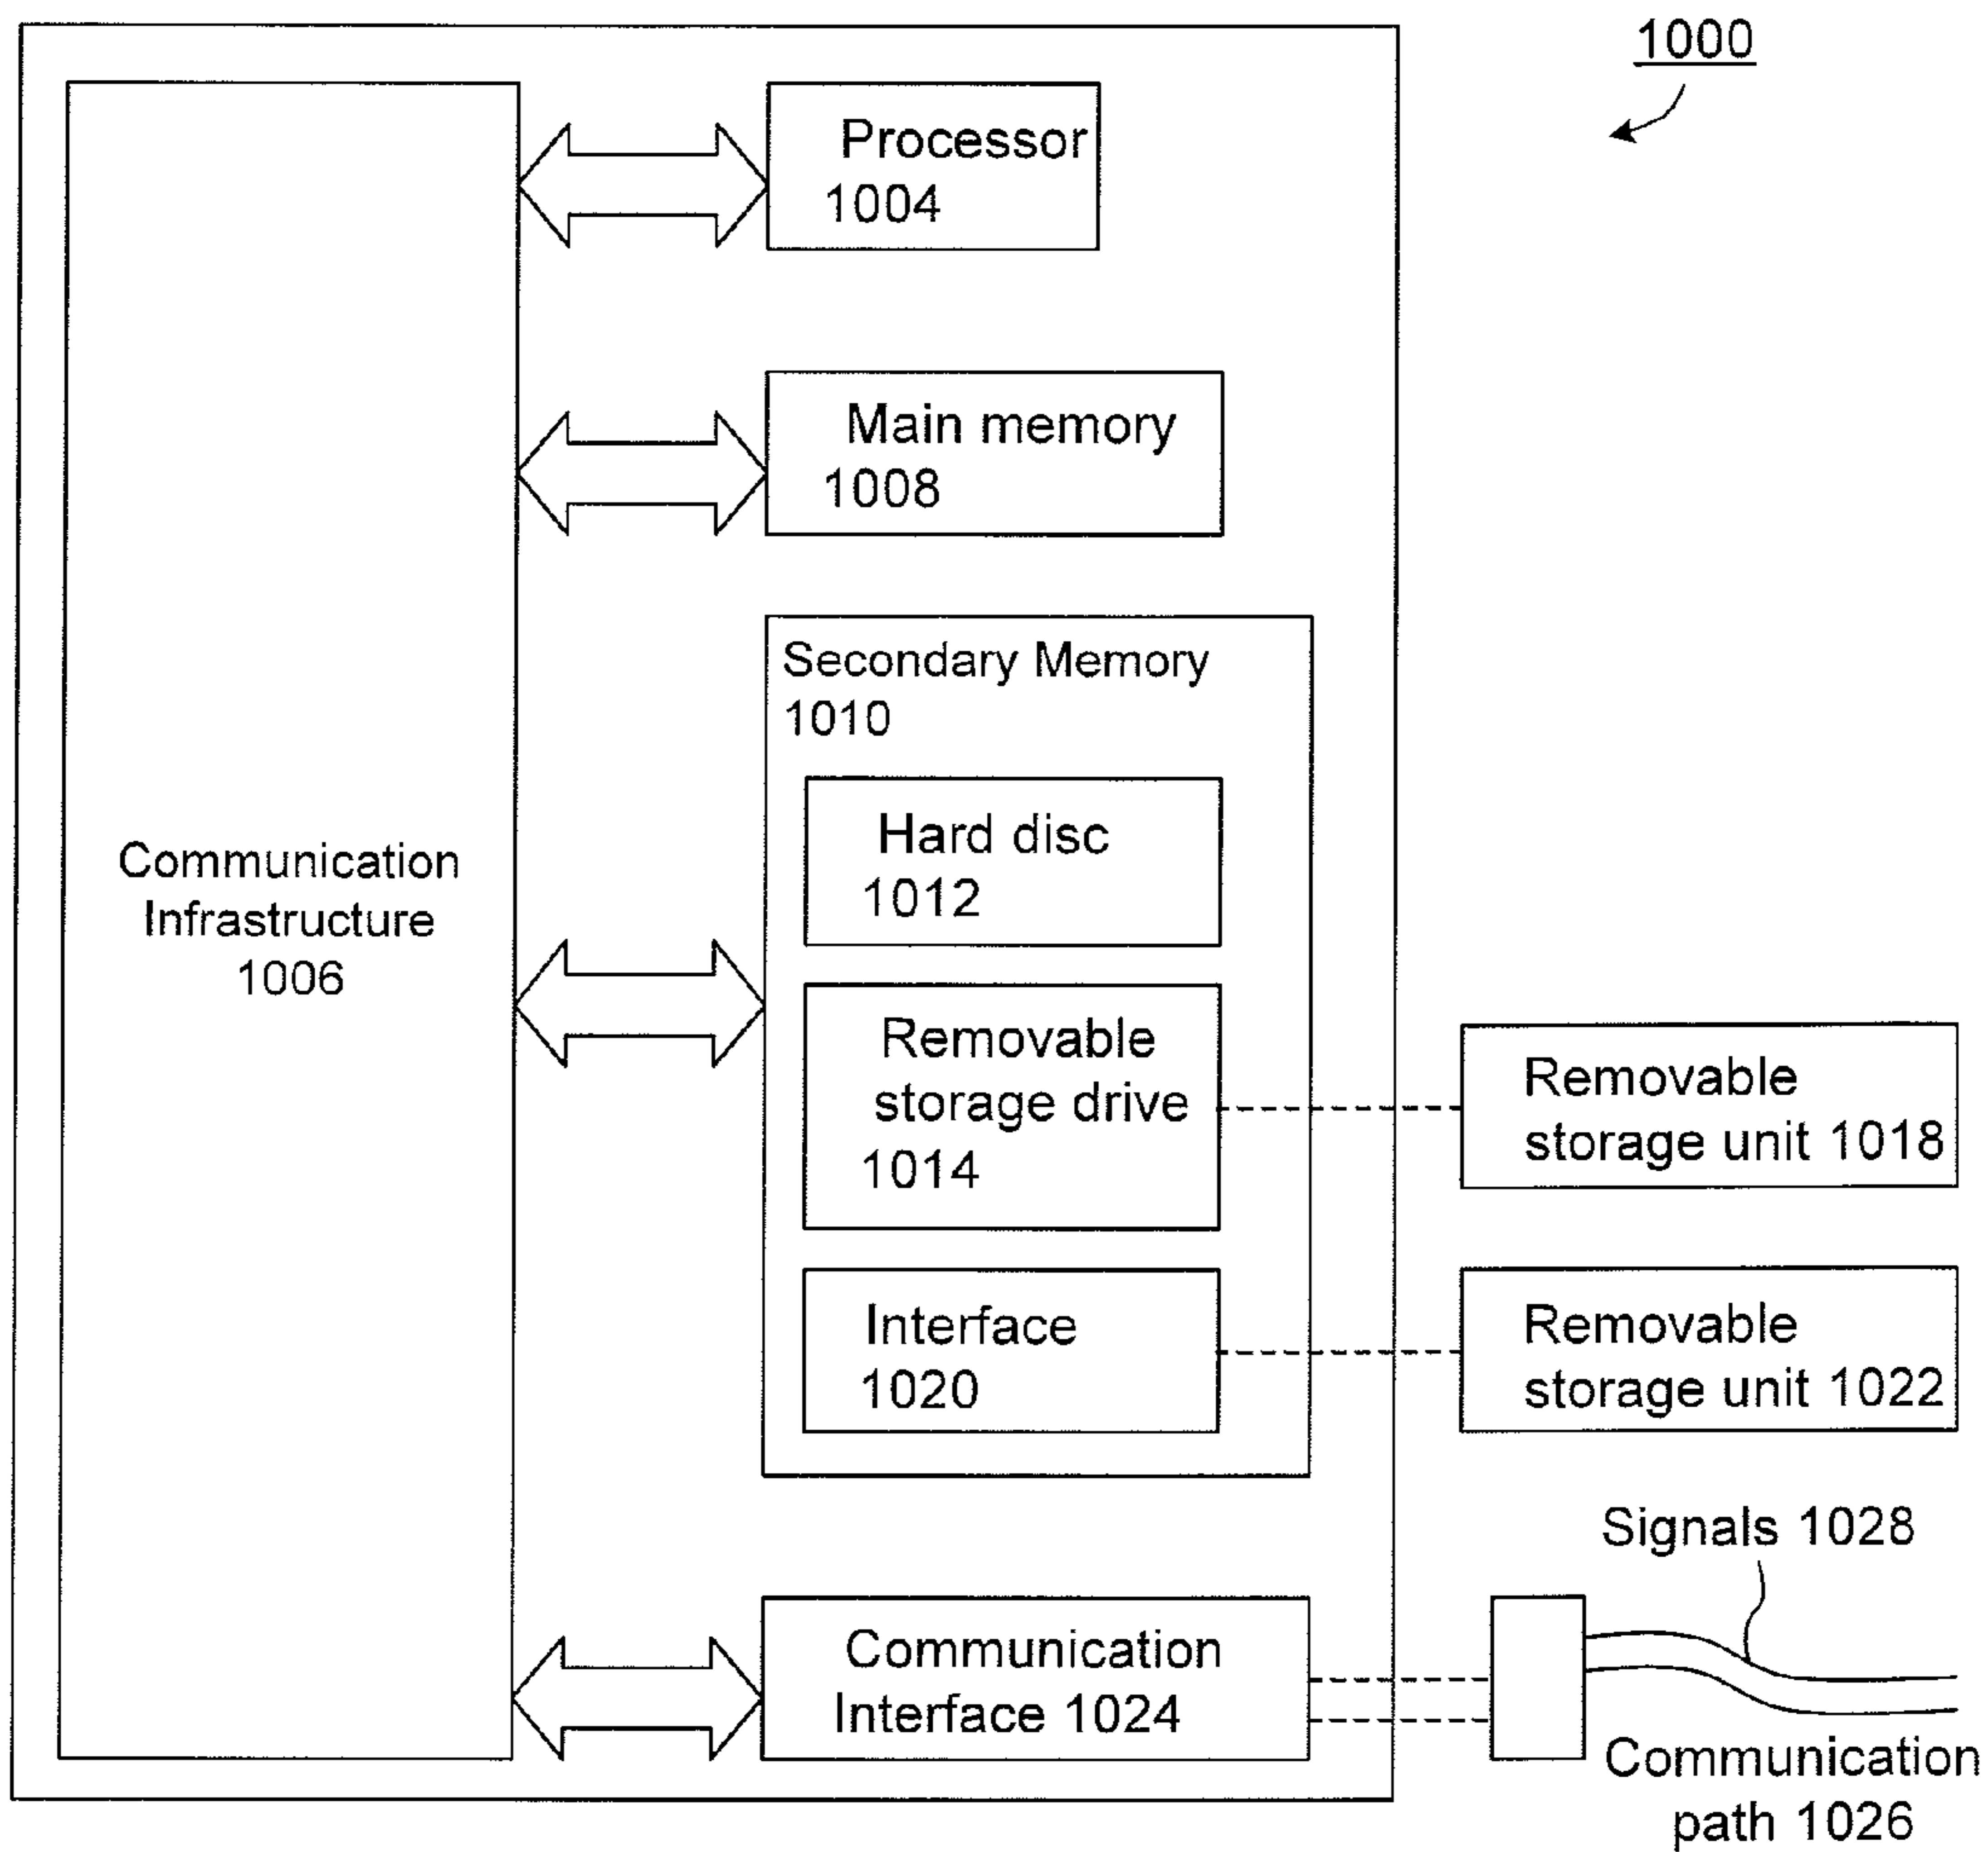 1000
Processor
1004
Main memory
1008
Secondary Memory
1010
Hard disc
1012
Communication
Infrastructure
1006
Removable
storage drive
1014
Removable
storage unit 1018
Interface
1020
Removable
storage unit 1022
Signals 1028
Communication
Interface 1024
Communication
path 1026